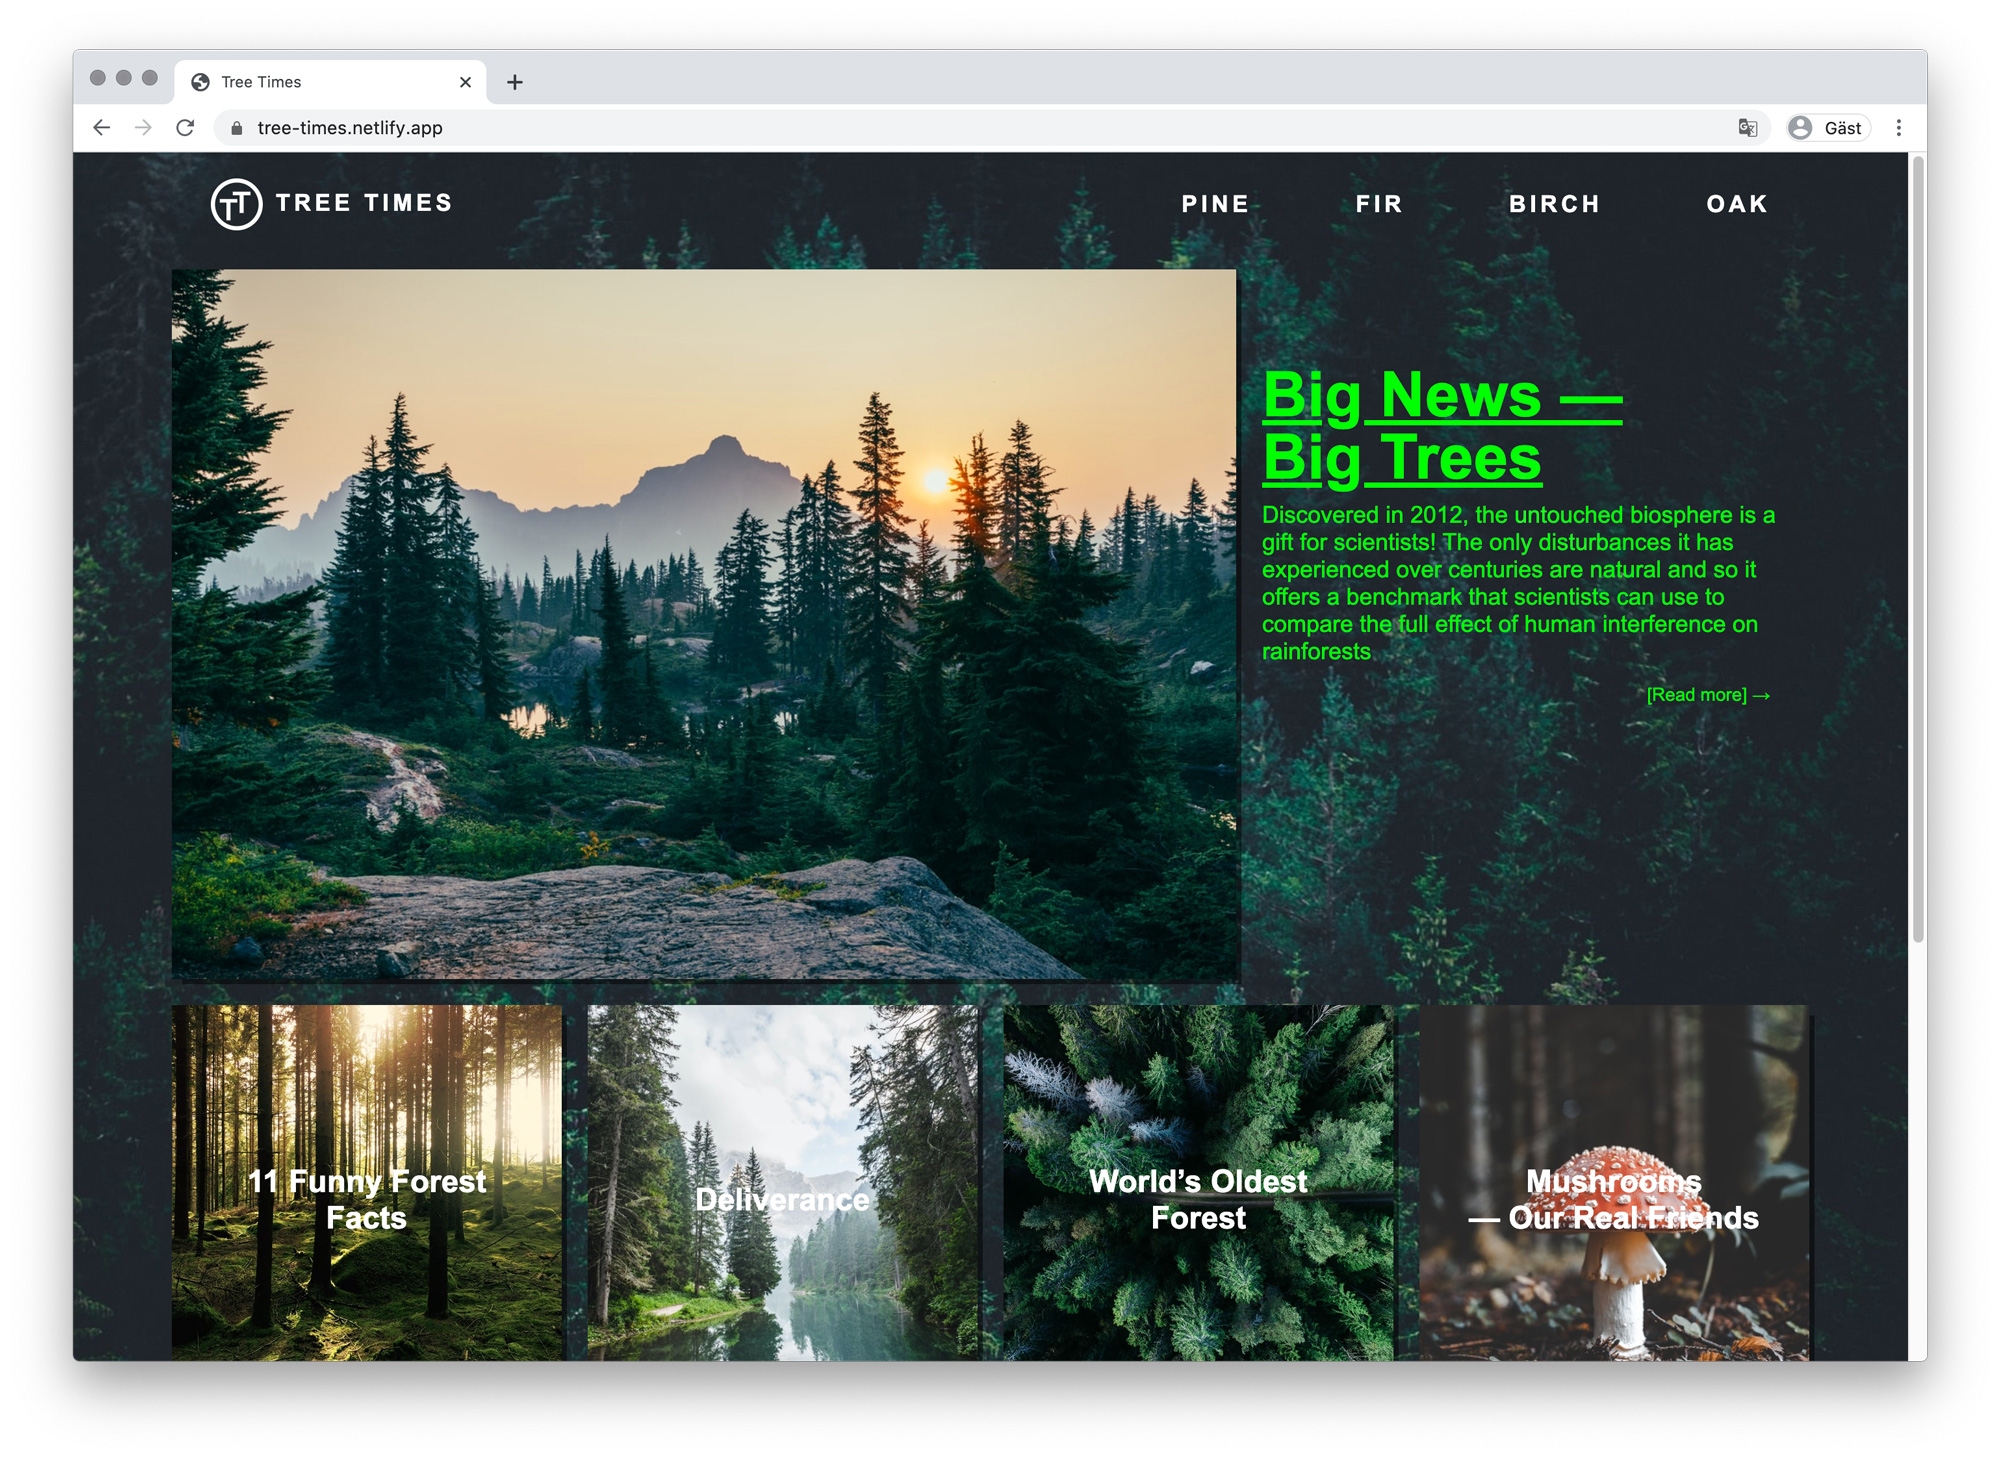 Tree Times
tree-times.netlify.app
Gäst
TT TREE TIMES
PINE FIR BIRCH OAK
Big News —
Big Trees
Discovered in 2012, the untouched biosphere is a
gift for scientists! The only disturbances it has
experienced over centuries are natural and so it
offers a benchmark that scientists can use to
compare the full effect of human interference on
rainforests
[Read more] →
11 Funny Forest
Facts
Deliverance
World’s Oldest
Forest
Mushrooms
— Our Real Friends